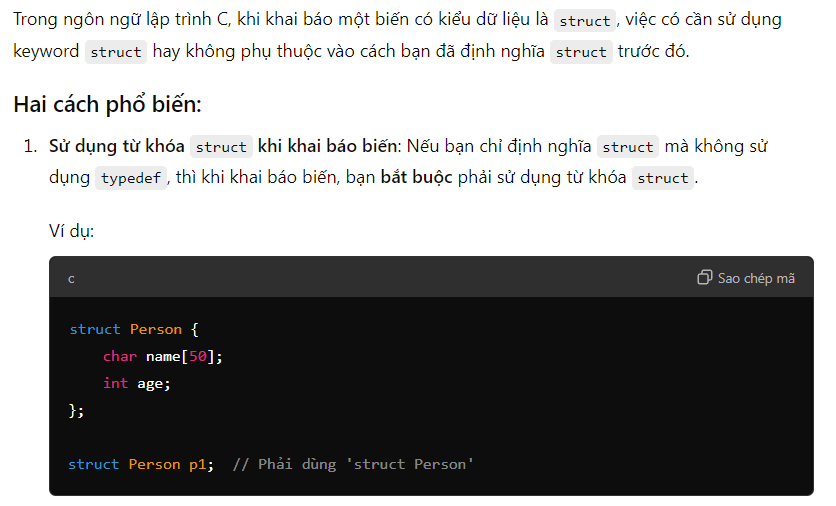 Trong ngôn ngữ lập trình C, khi khai báo một biến có kiểu dữ liệu là struct, việc có cần sử dụng
keyword struct hay không phụ thuộc vào cách bạn đã định nghĩa struct trước đó.
Hai cách phổ biến:
1. Sử dụng từ khóa struct khi khai báo biến: Nếu bạn chỉ định nghĩa struct mà không sử
dụng typedef, thì khi khai báo biến, bạn bắt buộc phải sử dụng từ khóa struct.
Ví dụ:
c Sao chép mã
struct Person {
    char name[50];
    int age;
};
struct Person p1;  // Phải dùng 'struct Person'